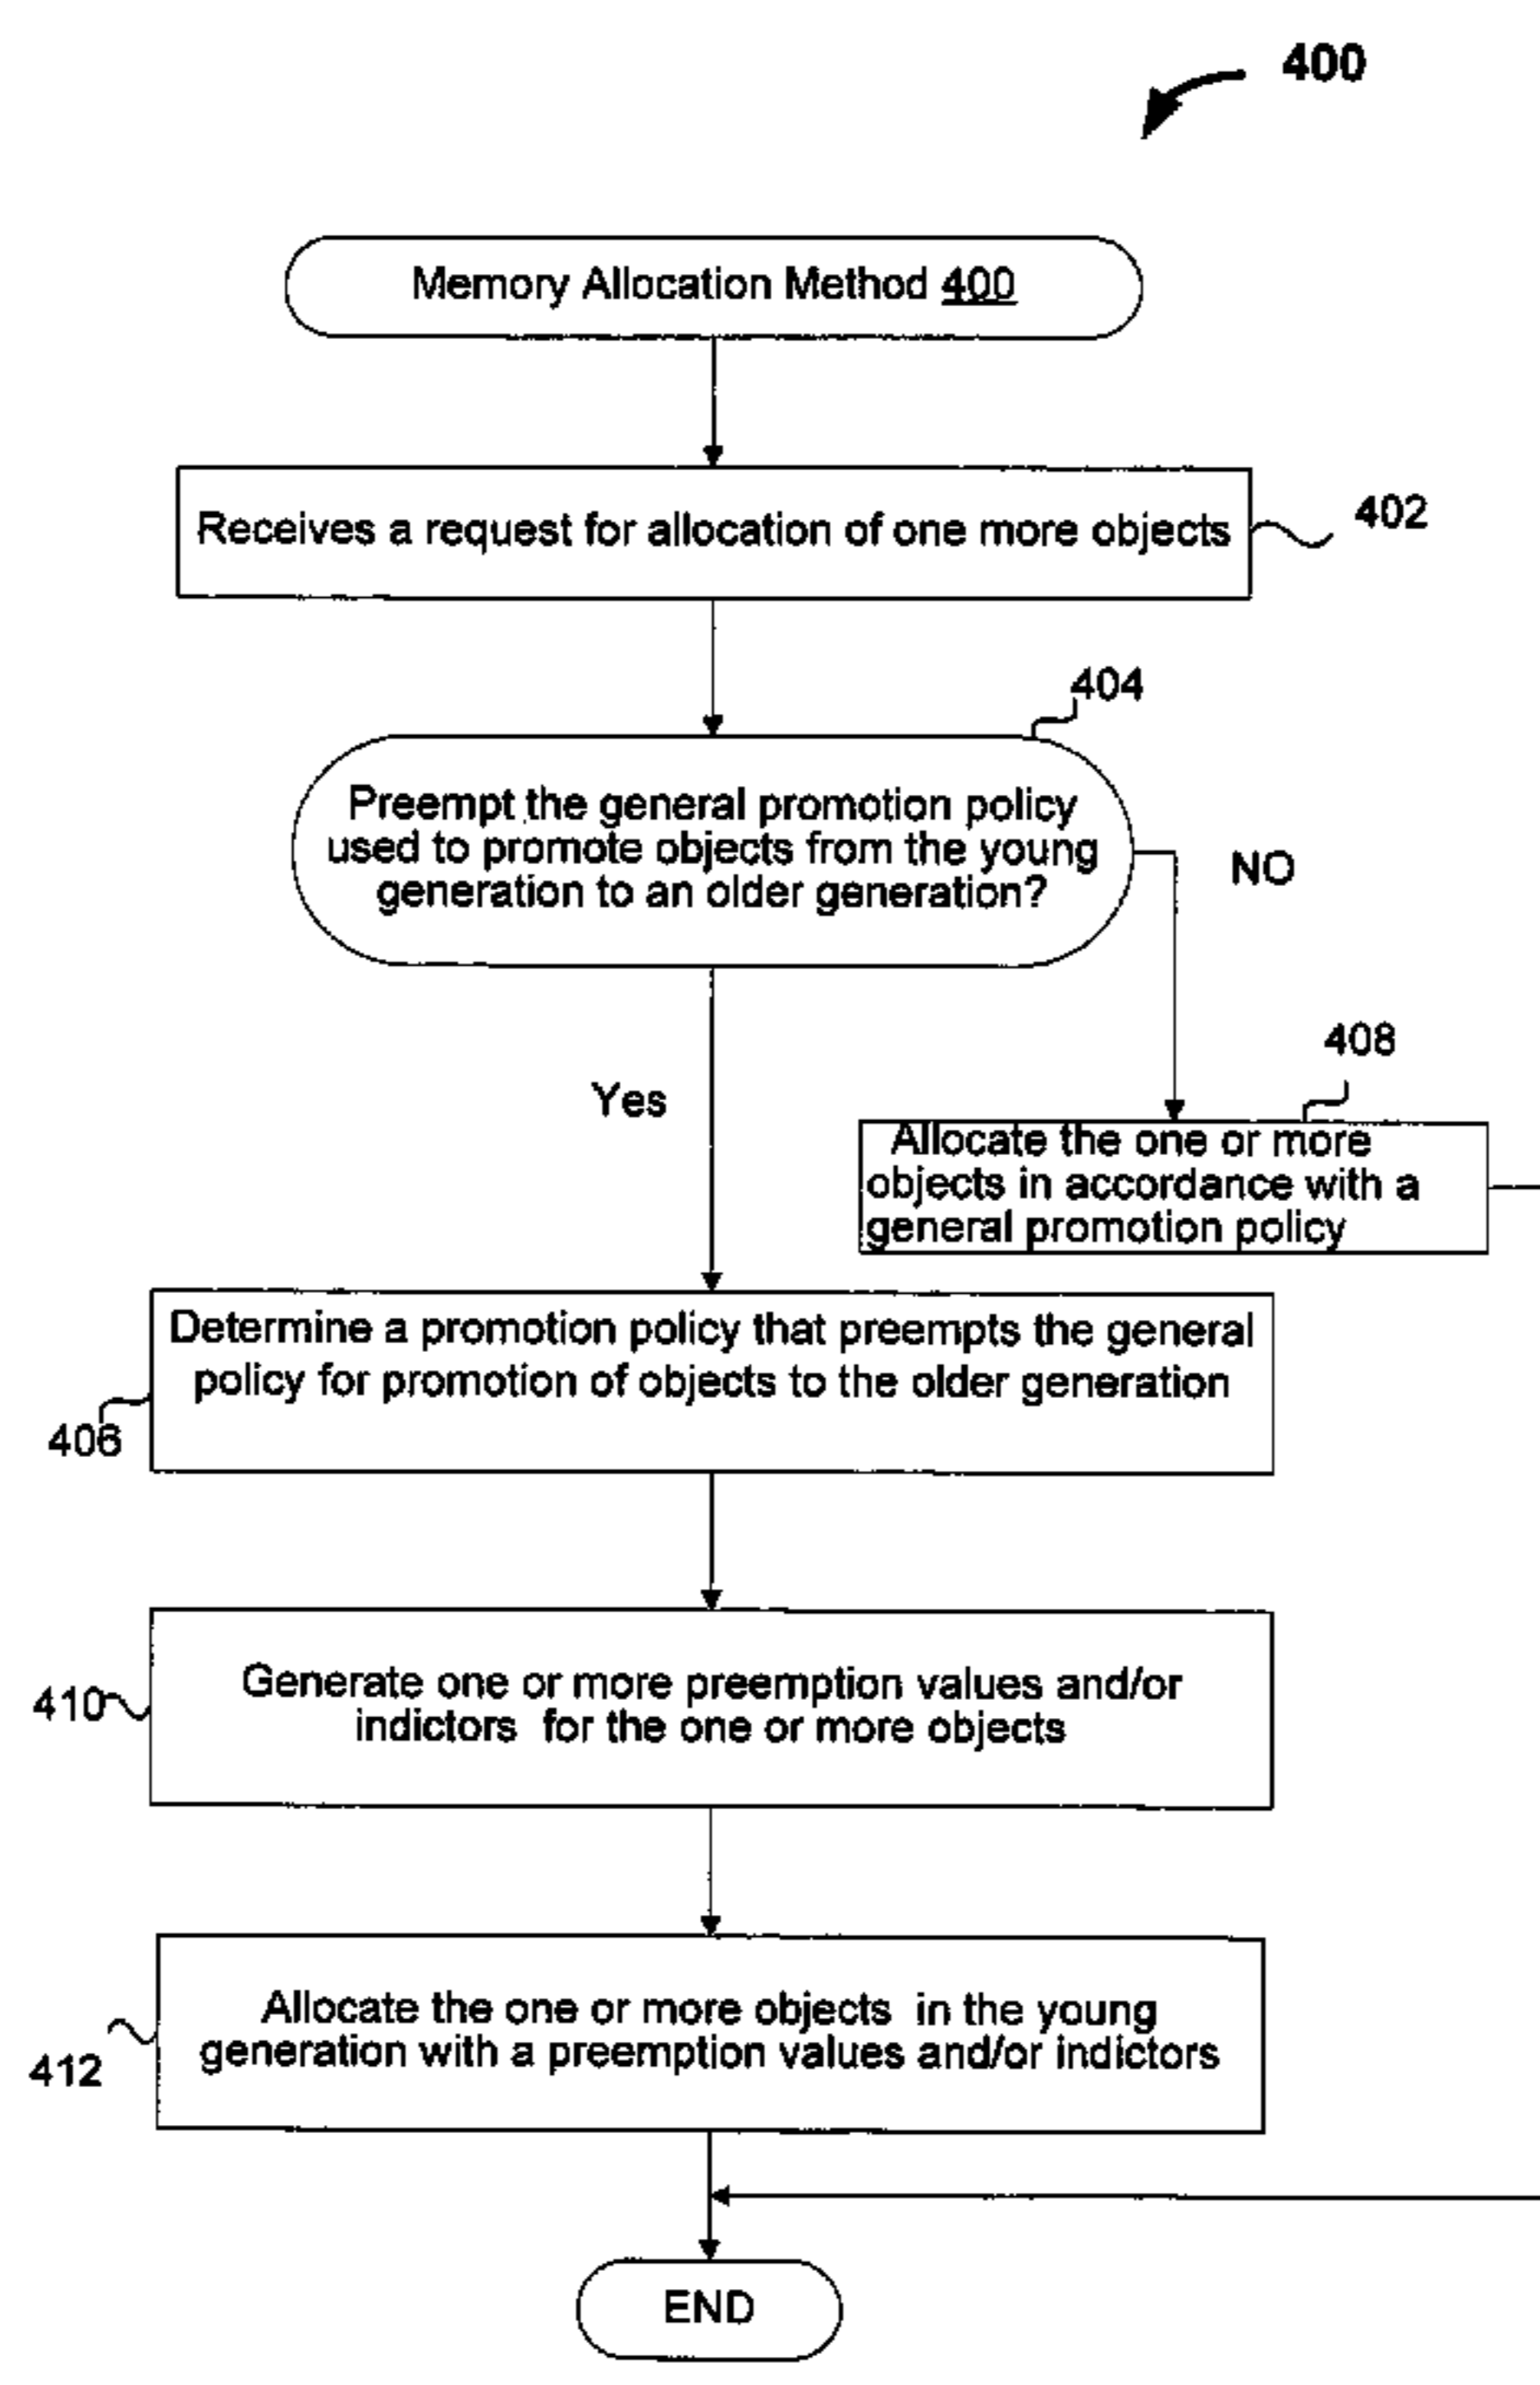 400
Memory Allocation Method 400
Receives a request for allocation of one more objects
402
404
Preempt the general promotion policy
used to promote objects from the young
generation to an older generation?
NO
Yes
408
Allocate the one or more
objects in accordance with a
general promotion policy
Determine a promotion policy that preempts the general
policy for promotion of objects to the older generation
406
Generate one or more preemption values and/or
indictors for the one or more objects
410
Allocate the one or more objects in the young
generation with a preemption values and/or indictors
412
END